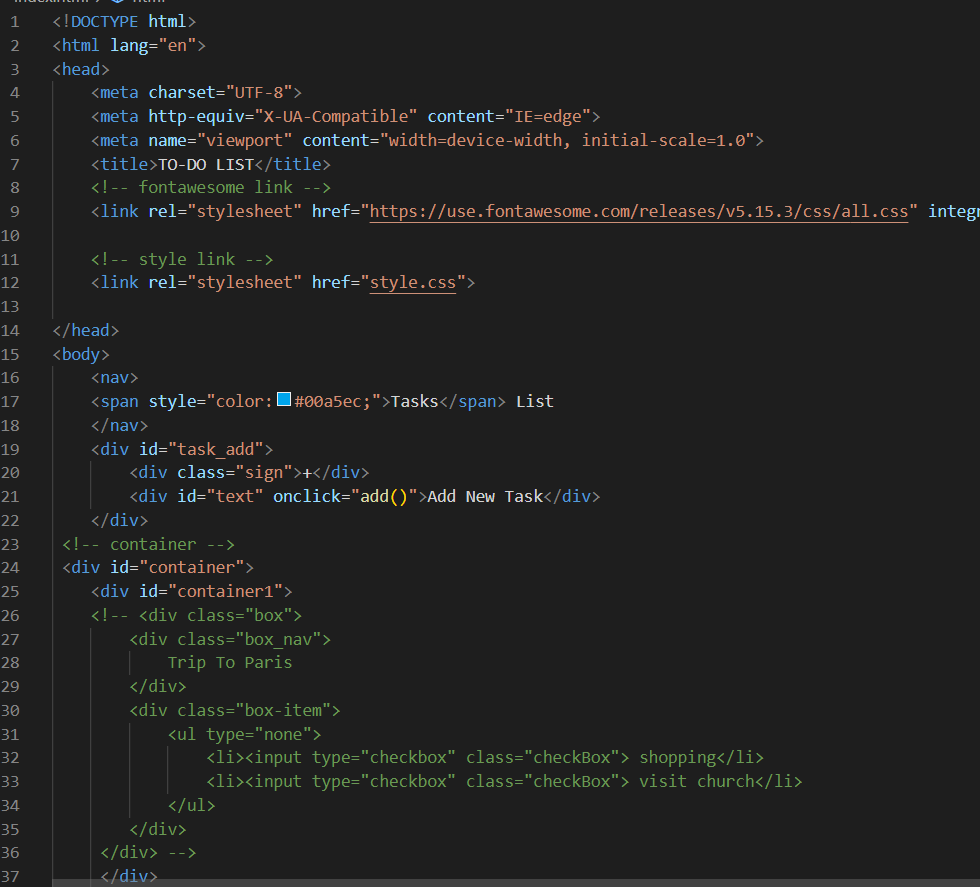 1 <!DOCTYPE html>
2 <html lang="en">
3 <head>
4 <meta charset="UTF-8">
5 <meta http-equiv="X-UA-Compatible" content="IE=edge">
6 <meta name="viewport" content="width=device-width, initial-scale=1.0">
7 <title>TO-DO LIST</title>
8 <!-- fontawesome link -->
9 <link rel="stylesheet" href="https://use.fontawesome.com/releases/v5.15.3/css/all.css" integr
10
11 <!-- style link -->
12 <link rel="stylesheet" href="style.css">
13
14 </head>
15 <body>
16 <nav>
17 <span style="color:#00a5ec;">Tasks</span> List
18 </nav>
19 <div id="task_add">
20 <div class="sign">+</div>
21 <div id="text" onclick="add()">Add New Task</div>
22 </div>
23 <!-- container -->
24 <div id="container">
25 <div id="container1">
26 <!-- <div class="box">
27 <div class="box_nav">
28 Trip To Paris
29 </div>
30 <div class="box-item">
31 <ul type="none">
32 <li><input type="checkbox" class="checkBox"> shopping</li>
33 <li><input type="checkbox" class="checkBox"> visit church</li>
34 </ul>
35 </div>
36 </div> -->
37 </div>